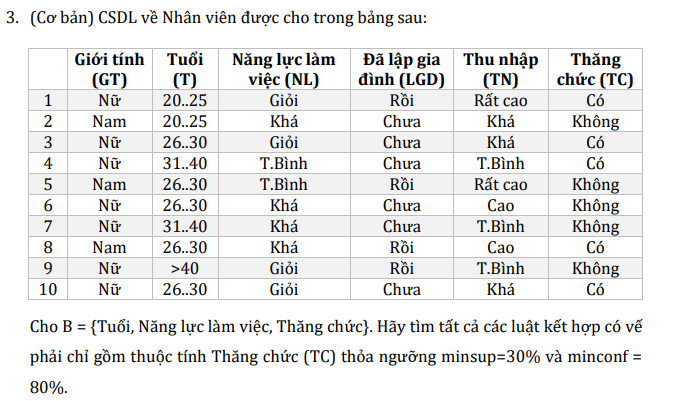 3. (Cơ bản) CSDL về Nhân viên được cho trong bảng sau:
Giới tính (GT) Tuổi (T) Năng lực làm việc (NL) Đã lập gia đình (LGD) Thu nhập (TN) Thăng chức (TC)
1 Nữ 20..25 Giỏi Rồi Rất cao Có
2 Nam 20..25 Khá Chưa Khá Không
3 Nữ 26..30 Giỏi Chưa Khá Có
4 Nữ 31..40 T.Bình Chưa T.Bình Có
5 Nam 26..30 T.Bình Rồi Rất cao Không
6 Nữ 26..30 Khá Chưa Cao Không
7 Nữ 31..40 Khá Chưa T.Bình Không
8 Nam 26..30 Khá Rồi Cao Có
9 Nữ >40 Giỏi Rồi T.Bình Không
10 Nữ 26..30 Giỏi Chưa Khá Có
Cho B = {Tuổi, Năng lực làm việc, Thăng chức}. Hãy tìm tất cả các luật kết hợp có vế
phải chỉ gồm thuộc tính Thăng chức (TC) thỏa ngưỡng minsup=30% và minconf =
80%.